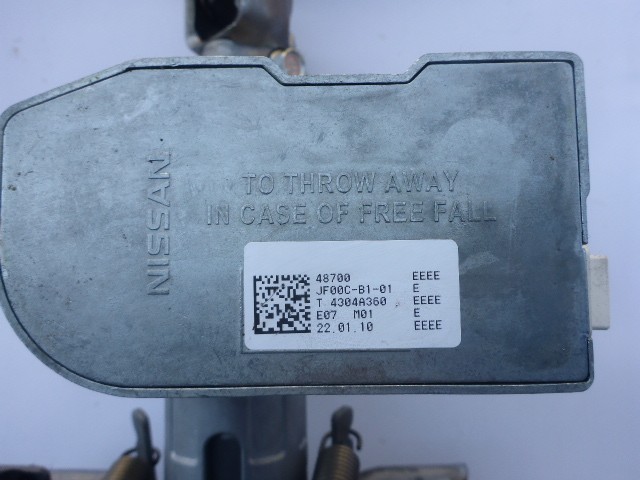 NISSAN
TO THROW AWAY
IN CASE OF FREE FALL
48700 EEEE
JF00C-B1-01 E
T 4304A360 EEEE
E07 M01 E
22.01.10 EEEE